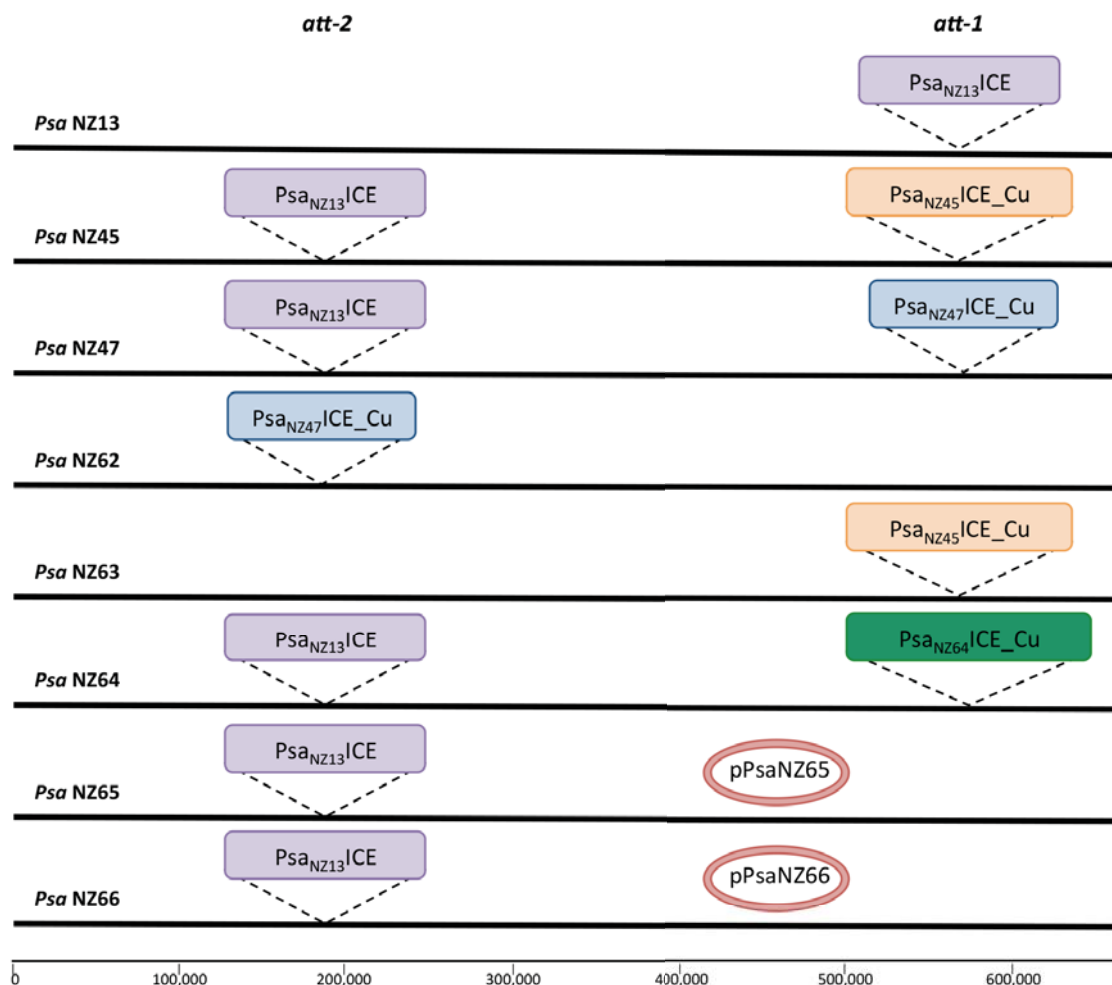 att-2 att-1
PsaNZ13ICE
Psa NZ13
PsaNZ13ICE PsaNZ45ICE_Cu
Psa NZ45
PsaNZ13ICE PsaNZ47ICE_Cu
Psa NZ47
PsaNZ47ICE_Cu
Psa NZ62
PsaNZ45ICE_Cu
Psa NZ63
PsaNZ13ICE PsaNZ64ICE_Cu
Psa NZ64
PsaNZ13ICE pPsaNZ65
Psa NZ65
PsaNZ13ICE pPsaNZ66
Psa NZ66
0 100,000 200,000 300,000 400,000 500,000 600,000